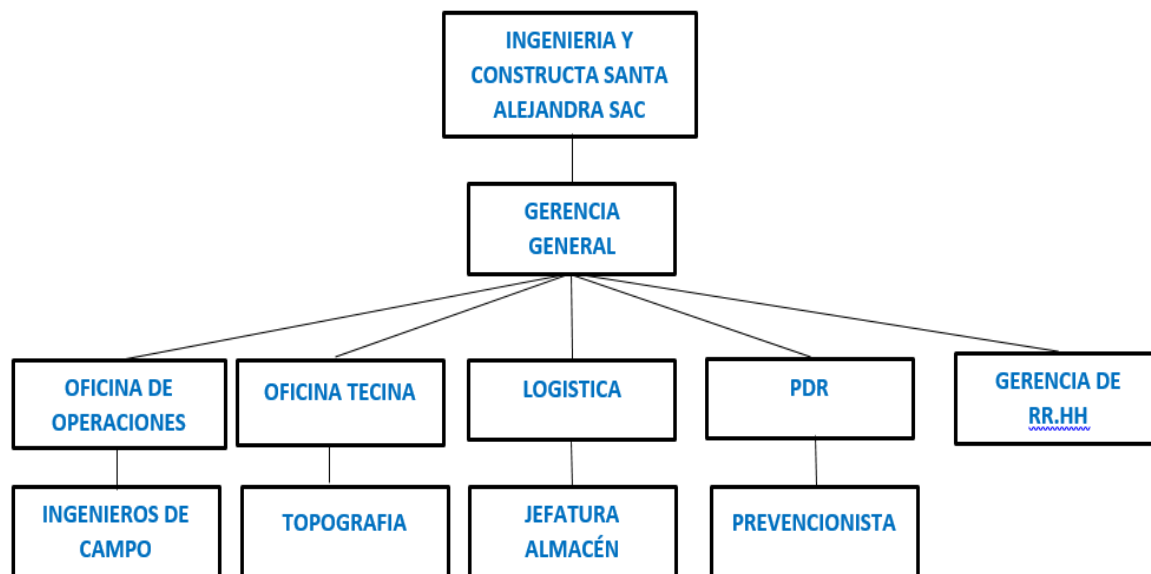 INGENIERIA Y
CONSTRUCTA SANTA
ALEJANDRA SAC
GERENCIA
GENERAL
OFICINA DE
OPERACIONES
OFICINA TECINA
LOGISTICA
PDR
GERENCIA DE
RR.HH
INGENIEROS DE
CAMPO
TOPOGRAFIA
JEFATURA
ALMACÉN
PREVENCIONISTA